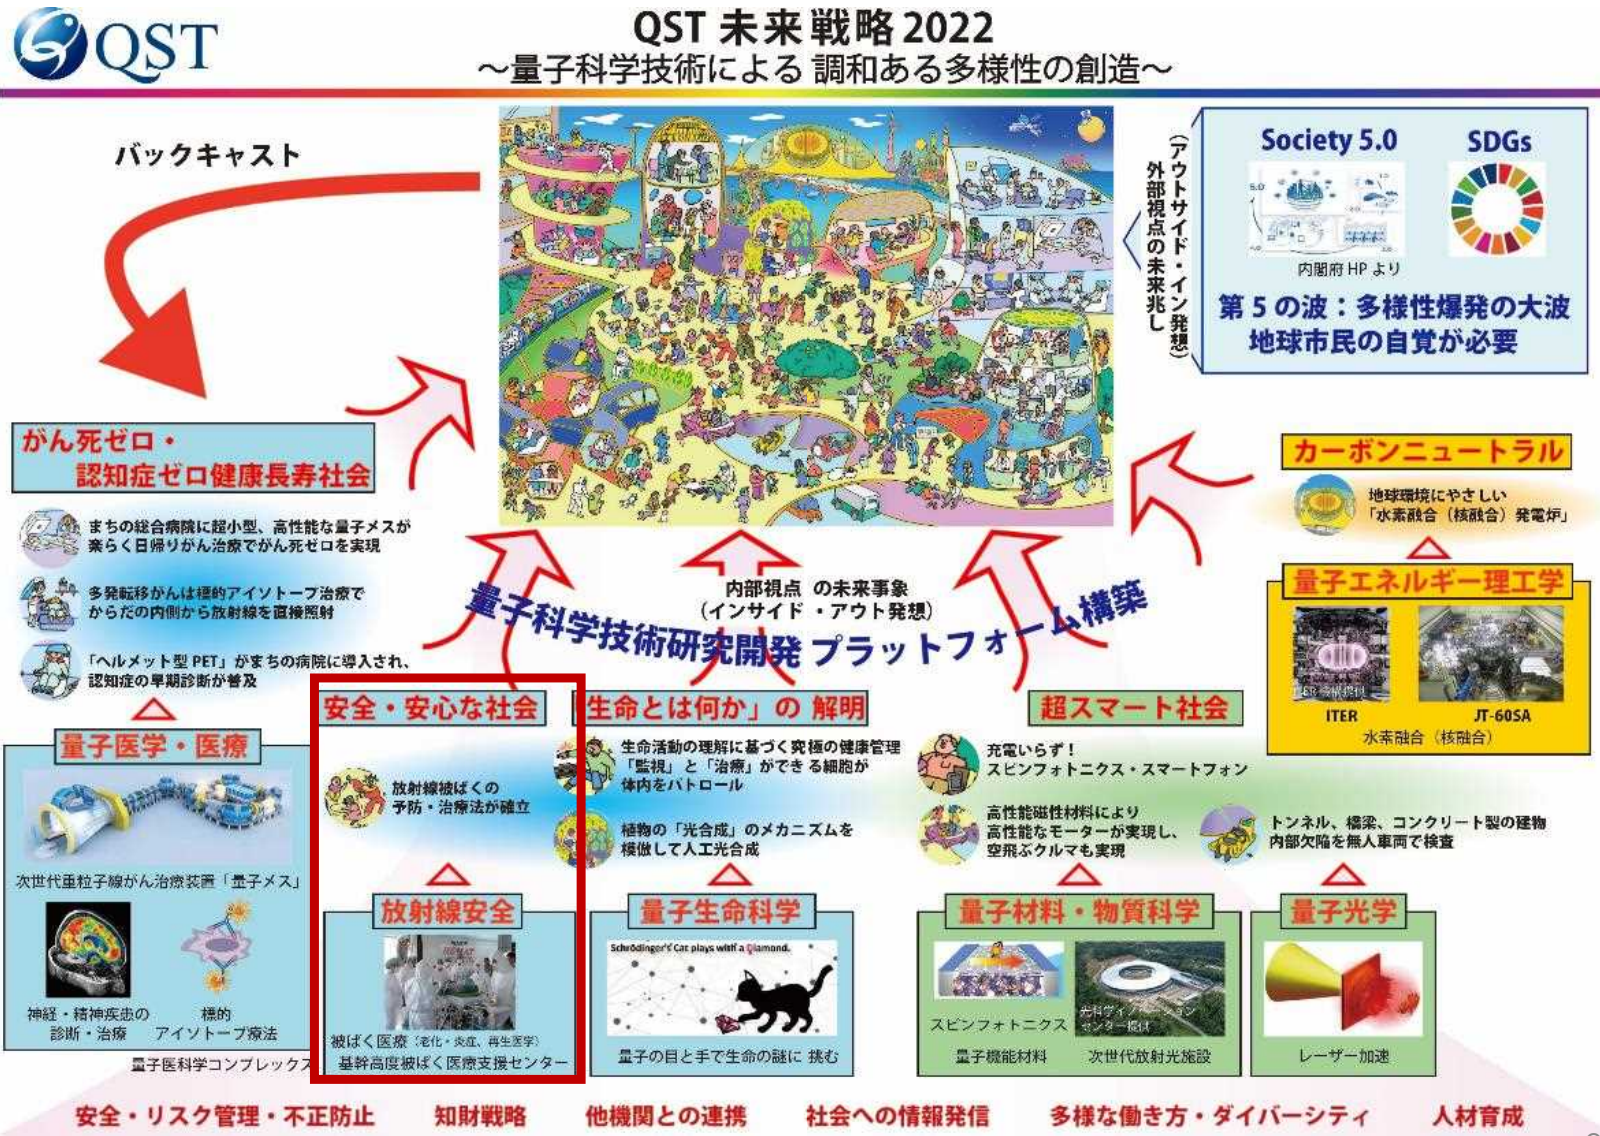 QST
QST 未来戦略 2022
～量子科学技術による 調和ある多様性の創造～
バックキャスト
(アウトサイド・イン発想)
外部視点の未来兆し
Society 5.0
SDGs
内閣府 HP より
第 5 の波：多様性爆発の大波
地球市民の自覚が必要
がん死ゼロ・
認知症ゼロ健康長寿社会
まちの総合病院に超小型、高性能な量子メスが
楽らく日帰りがん治療でがん死ゼロを実現
多発転移がんは標的アイソトープ治療で
からだの内側から放射線を直接照射
「ヘルメット型 PET」がまちの病院に導入され、
認知症の早期診断が普及
カーボンニュートラル
地球環境にやさしい
「水素融合（核融合）発電炉」
内部視点 の未来事象
（インサイド・アウト発想）
量子科学技術研究開発 プラットフォーム構築
量子エネルギー理工学
ITER 機構提供
ITER
JT-60SA
水素融合（核融合）
量子医学・医療
次世代重粒子線がん治療装置「量子メス」
神経・精神疾患の
診断・治療
標的
アイソトープ療法
量子医科学コンプレックス
安全・安心な社会
放射線被ばくの
予防・治療法が確立
放射線安全
被ばく医療（老化・炎症、再生医学）
基幹高度被ばく医療支援センター
「生命とは何か」の 解明
生命活動の理解に基づく究極の健康管理
「監視」と「治療」ができる細胞が
体内をパトロール
植物の「光合成」のメカニズムを
模倣して人工光合成
量子生命科学
Schrödinger's Cat plays with a Diamond.
量子の目と手で生命の謎に 挑む
超スマート社会
充電いらず！
スピンフォトニクス・スマートフォン
高性能磁性材料により
高性能なモーターが実現し、
空飛ぶクルマも実現
トンネル、橋梁、コンクリート製の建物
内部欠陥を無人車両で検査
量子材料・物質科学
スピンフォトニクス
量子機能材料
光科学イノベーション
センター提供
次世代放射光施設
量子光学
レーザー加速
安全・リスク管理・不正防止
知財戦略
他機関との連携
社会への情報発信
多様な働き方・ダイバーシティ
人材育成